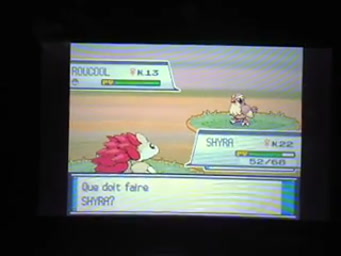 ROUCOOL ♀N.13
PV
SHYRA ♀N.22
PV
52/68
Que doit faire
SHYRA?